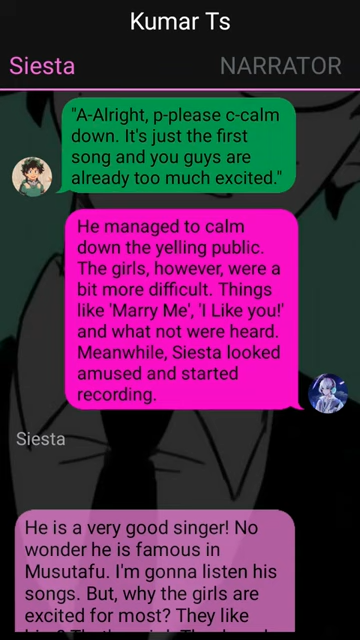 Kumar Ts
Siesta
NARRATOR
"A-Alright, p-please c-calm
down. It's just the first
song and you guys are
already too much excited."
He managed to calm
down the yelling public.
The girls, however, were a
bit more difficult. Things
like 'Marry Me', 'I Like you!'
and what not were heard.
Meanwhile, Siesta looked
amused and started
recording.
Siesta
He is a very good singer! No
wonder he is famous in
Musutafu. I'm gonna listen his
songs. But, why the girls are
excited for most? They like